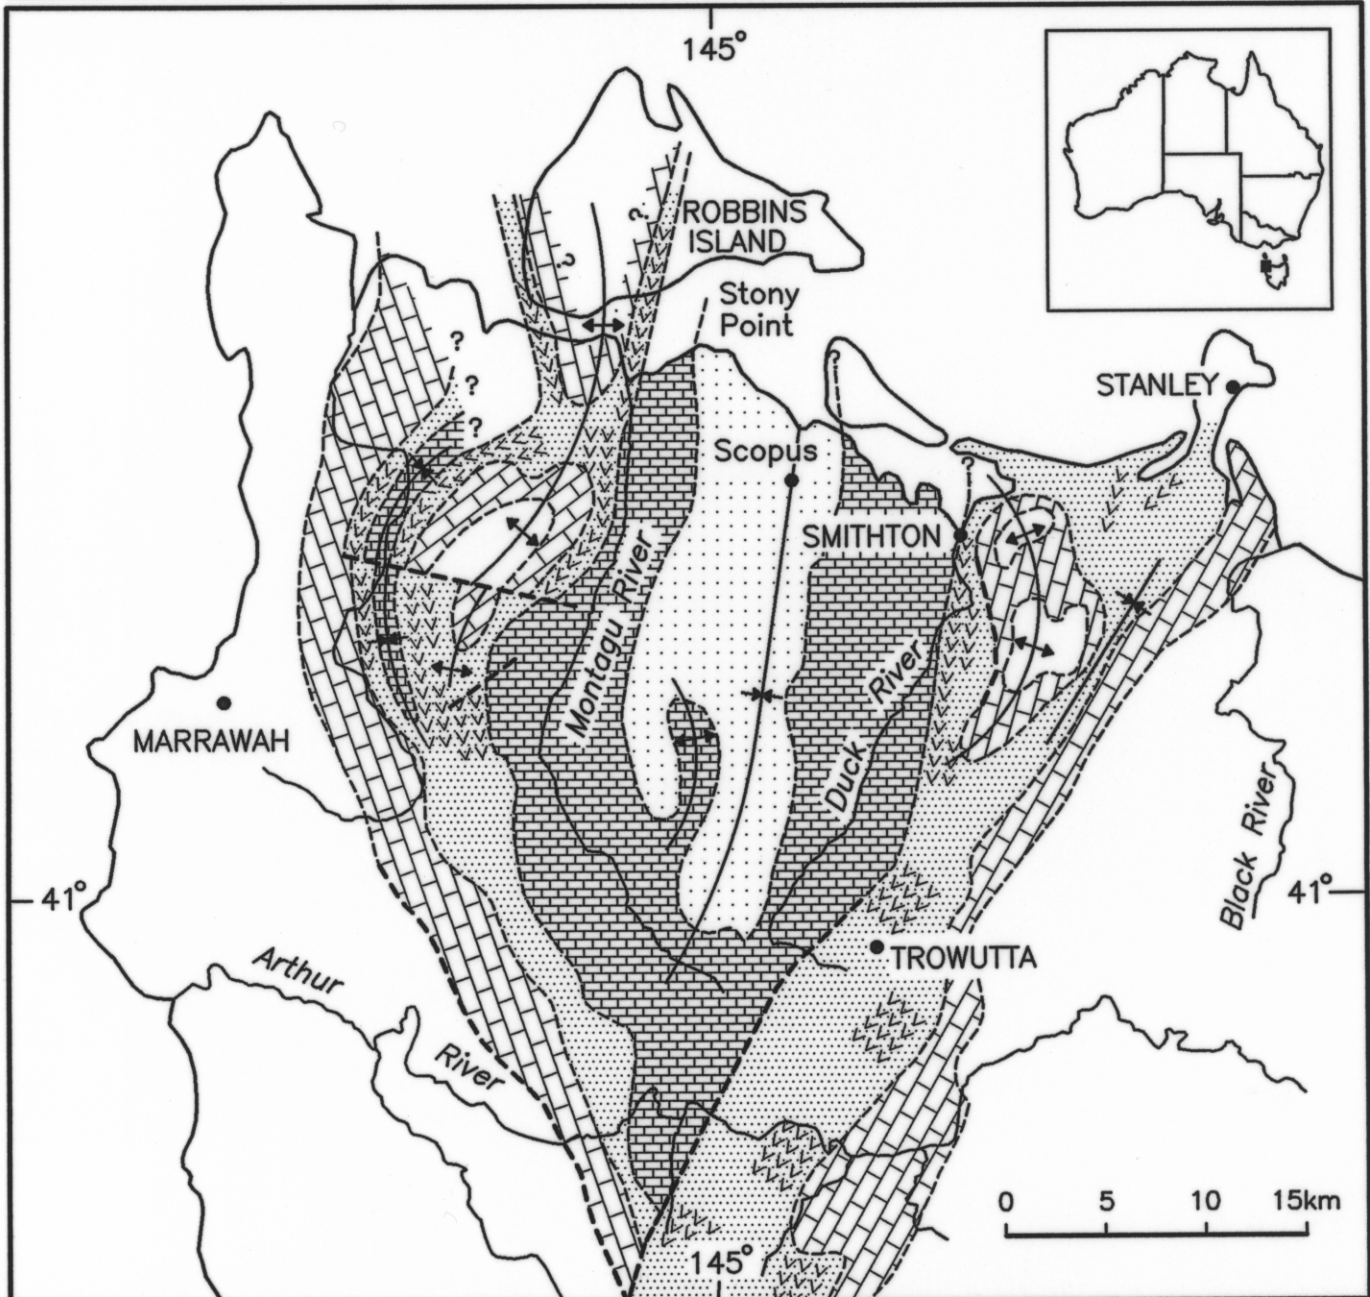 145°
ROBBINS
ISLAND
?
?
Stony
Point
?
?
?
?
STANLEY
Scopus
?
SMITHTON
Montagu River
Duck River
MARRAWAH
Black River
41°
41°
Arthur
River
TROWUTTA
0 5 10 15km
145°